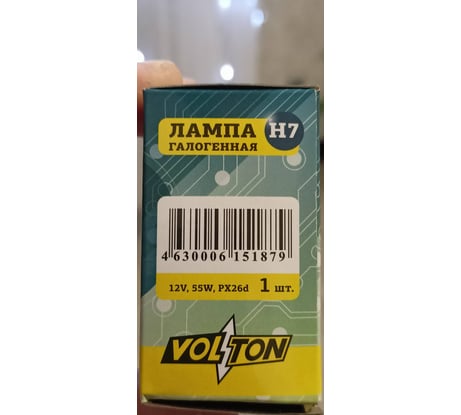 ЛАМПА H7
ГАЛОГЕННАЯ
4 630006 151879
12V, 55W, PX26d 1 шт.
VOLTON